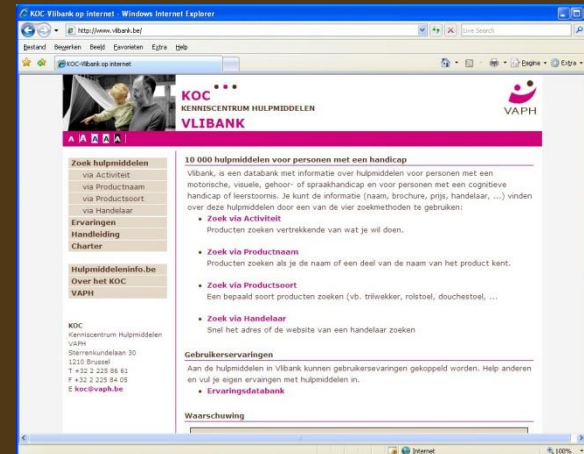 KOC-Vlibank op internet - Windows Internet Explorer
http://www.vlibank.be/
Live Search
Bestand Bewerken Beeld Favorieten Extra Help
KOC-Vlibank op internet
Pagina
Extra
KOC
KENNISCENTRUM HULPMIDDELEN
VLIBANK
VAPH
A A A A A
Zoek hulpmiddelen
via Activiteit
via Productnaam
via Productsoort
via Handelaar
Ervaringen
Handleiding
Charter
Hulpmiddeleninfo.be
Over het KOC
VAPH
KOC
Kenniscentrum Hulpmiddelen
VAPH
Sterrenkundelaan 30
1210 Brussel
T +32 2 225 86 61
F +32 2 225 84 05
E koc@vaph.be
10 000 hulpmiddelen voor personen met een handicap
Vlibank, is een databank met informatie over hulpmiddelen voor personen met een
motorische, visuele, gehoor- of spraakhandicap en voor personen met een cognitieve
handicap of leerstoornis. Je kunt de informatie (naam, brochure, prijs, handelaar, ...) vinden
over deze hulpmiddelen door een van de vier zoekmethoden te gebruiken:
Zoek via Activiteit
Producten zoeken vertrekkende van wat je wil doen.
Zoek via Productnaam
Producten zoeken als je de naam of een deel van de naam van het product kent.
Zoek via Productsoort
Een bepaald soort producten zoeken (vb. trilwekker, rolstoel, douchestoel, ...
Zoek via Handelaar
Snel het adres of de website van een handelaar zoeken
Gebruikerservaringen
Aan de hulpmiddelen in Vlibank kunnen gebruikersevaringen gekoppeld worden. Help anderen
en vul je eigen ervaingen met hulpmiddelen in.
Ervaringsdatabank
Waarschuwing
Internet
100%